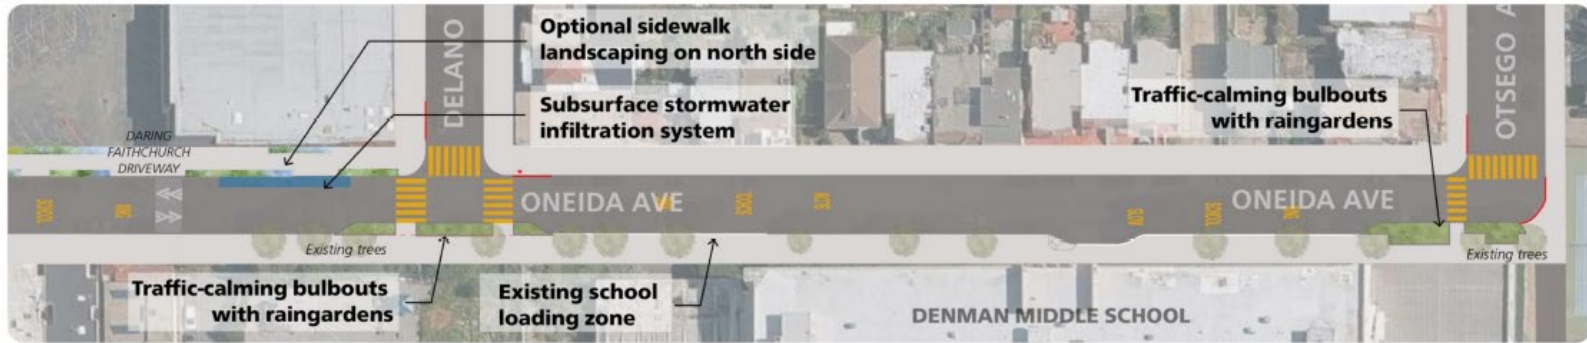 Optional sidewalk
landscaping on north side
DELANO
OTSEGO A
Traffic-calming bulbouts
with raingardens
Subsurface stormwater
infiltration system
DARING
FAITHCHURCH
DRIVEWAY
ONEIDA AVE
SCHOOL
SLOW
ONEIDA AVE
Existing trees
Existing trees
Traffic-calming bulbouts
with raingardens
Existing school
loading zone
DENMAN MIDDLE SCHOOL